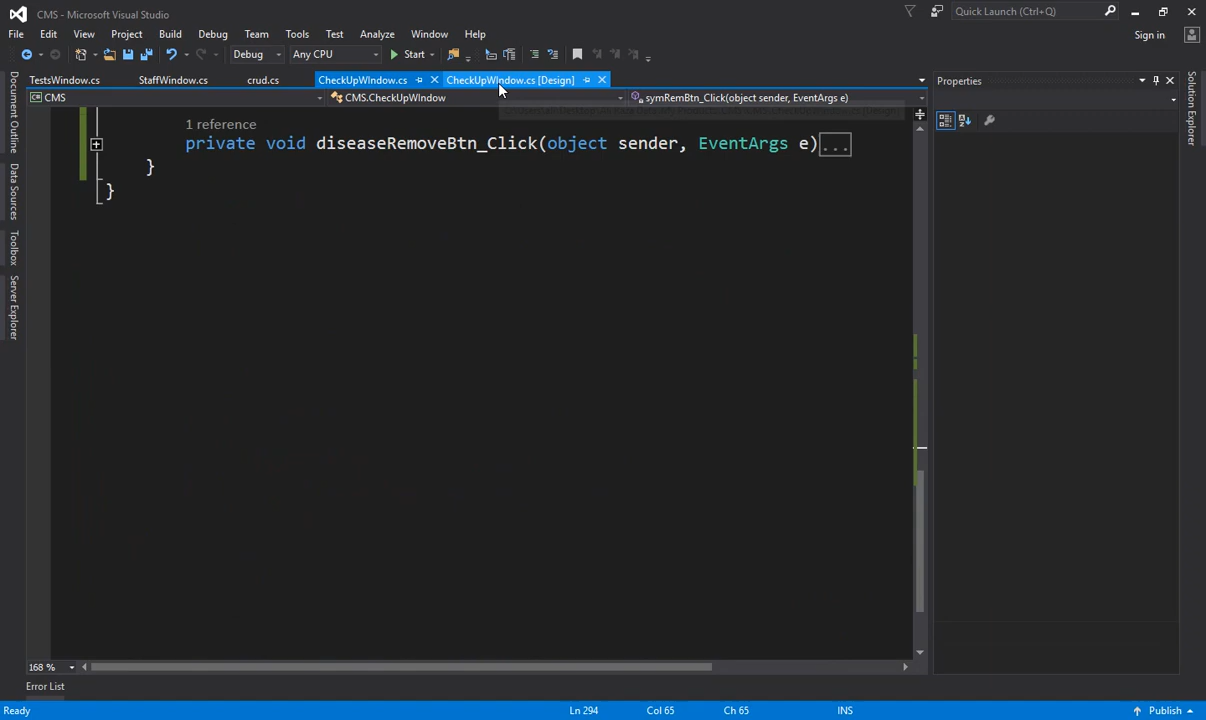 CMS - Microsoft Visual Studio
Quick Launch (Ctrl+Q)
File Edit View Project Build Debug Team Tools Test Analyze Window Help
Sign in
Debug Any CPU Start
TestsWindow.cs StaffWindow.cs crud.cs CheckUpWIndow.cs CheckUpWIndow.cs [Design]
Properties
CMS CMS.CheckUpWIndow symRemBtn_Click(object sender, EventArgs e)
Document Outline
Data Sources
Toolbox
Server Explorer
Solution Explorer
1 reference
private void diseaseRemoveBtn_Click(object sender, EventArgs e)...
}
}
168 %
Error List
Ready Ln 294 Col 65 Ch 65 INS Publish